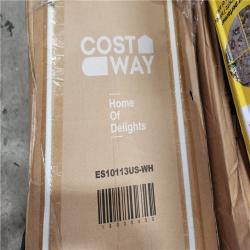 COST
WAY
Home
Of
Delights
ES10113US-WH